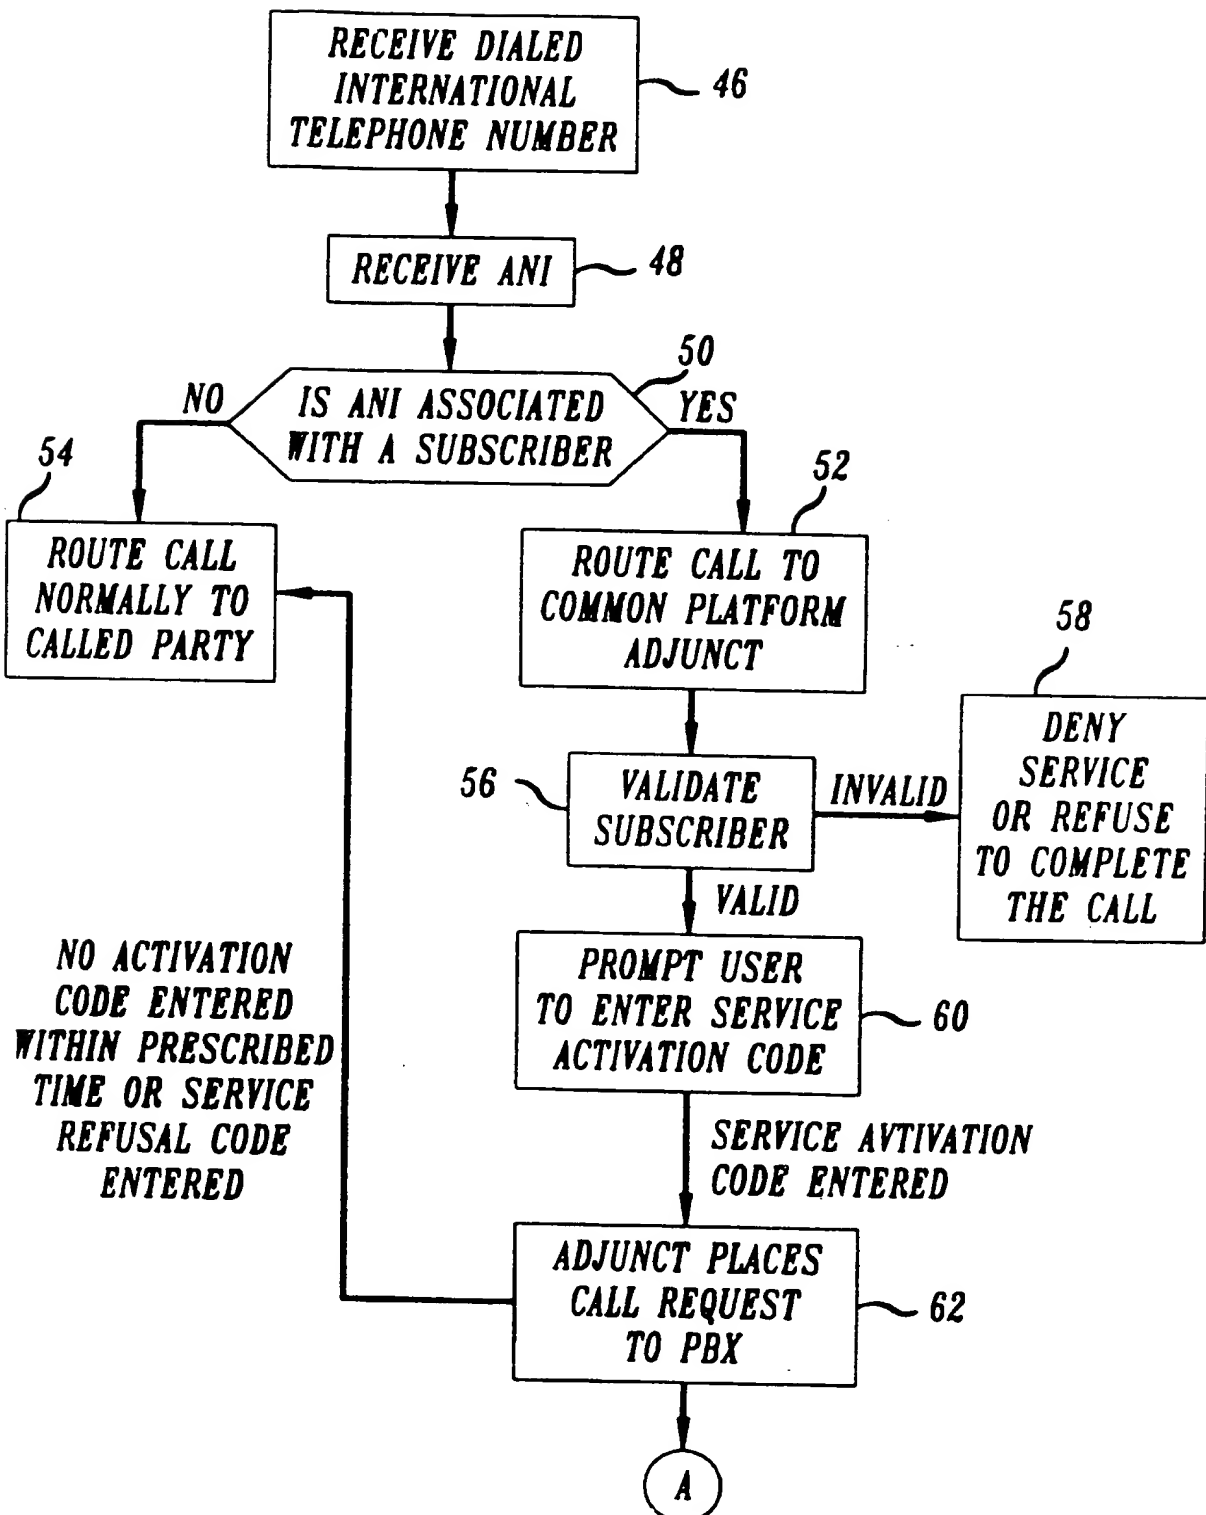 RECEIVE DIALED
INTERNATIONAL
TELEPHONE NUMBER
46
RECEIVE ANI
48
50
IS ANI ASSOCIATED
WITH A SUBSCRIBER
NO
YES
54
ROUTE CALL
NORMALLY TO
CALLED PARTY
52
ROUTE CALL TO
COMMON PLATFORM
ADJUNCT
58
DENY
SERVICE
OR REFUSE
TO COMPLETE
THE CALL
56
VALIDATE
SUBSCRIBER
INVALID
VALID
PROMPT USER
TO ENTER SERVICE
ACTIVATION CODE
60
NO ACTIVATION
CODE ENTERED
WITHIN PRESCRIBED
TIME OR SERVICE
REFUSAL CODE
ENTERED
SERVICE AVTIVATION
CODE ENTERED
ADJUNCT PLACES
CALL REQUEST
TO PBX
62
A